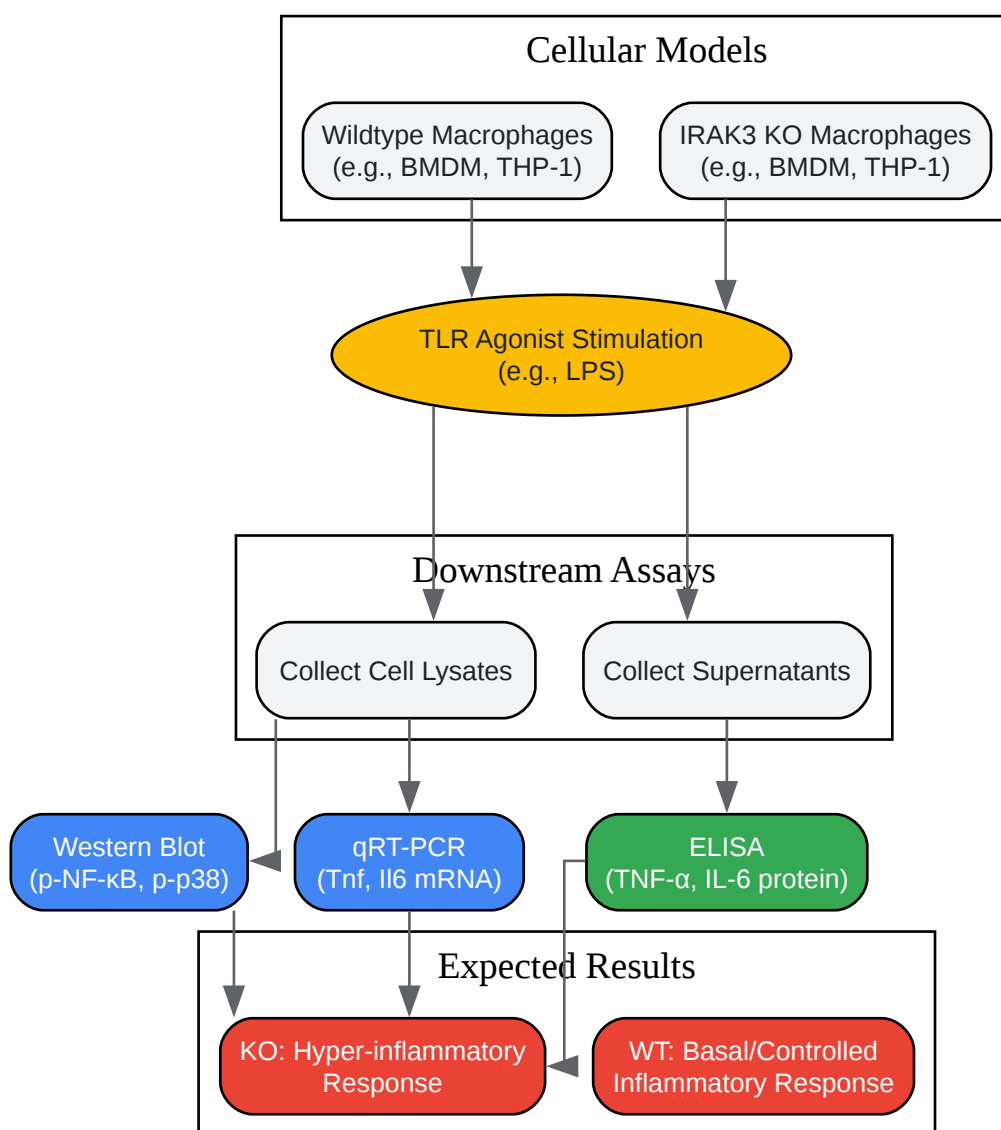 Cellular Models
Wildtype Macrophages
(e.g., BMDM, THP-1)
IRAK3 KO Macrophages
(e.g., BMDM, THP-1)
TLR Agonist Stimulation
(e.g., LPS)
Downstream Assays
Collect Cell Lysates
Collect Supernatants
Western Blot
(p-NF-κB, p-p38)
qRT-PCR
(Tnf, Il6 mRNA)
ELISA
(TNF-α, IL-6 protein)
Expected Results
KO: Hyper-inflammatory
Response
WT: Basal/Controlled
Inflammatory Response